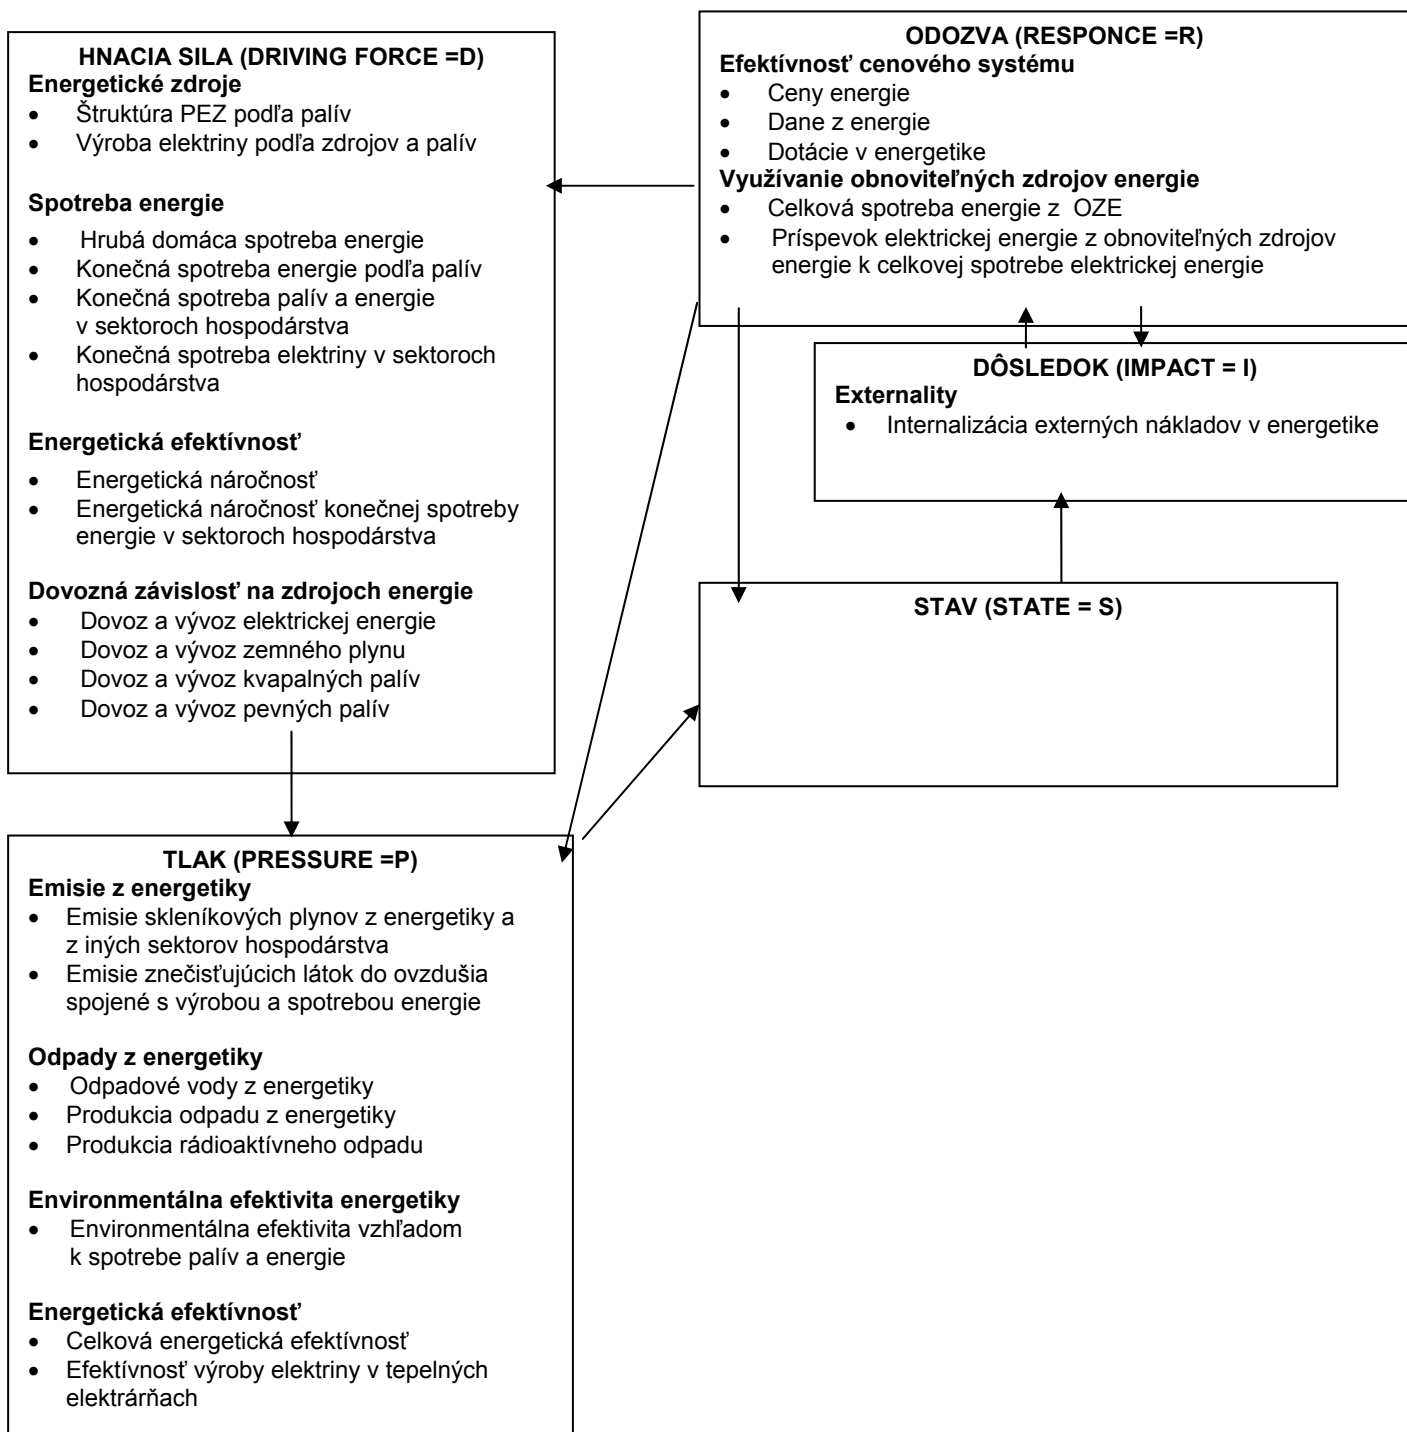 HNACIA SILA (DRIVING FORCE =D)
Energetické zdroje
• Štruktúra PEZ podľa palív
• Výroba elektriny podľa zdrojov a palív
Spotreba energie
• Hrubá domáca spotreba energie
• Konečná spotreba energie podľa palív
• Konečná spotreba palív a energie
v sektoroch hospodárstva
• Konečná spotreba elektriny v sektoroch
hospodárstva
Energetická efektívnosť
• Energetická náročnosť
• Energetická náročnosť konečnej spotreby
energie v sektoroch hospodárstva
Dovozná závislosť na zdrojoch energie
• Dovoz a vývoz elektrickej energie
• Dovoz a vývoz zemného plynu
• Dovoz a vývoz kvapalných palív
• Dovoz a vývoz pevných palív
ODOZVA (RESPONCE =R)
Efektívnosť cenového systému
• Ceny energie
• Dane z energie
• Dotácie v energetike
Využívanie obnoviteľných zdrojov energie
• Celková spotreba energie z OZE
• Príspevok elektrickej energie z obnoviteľných zdrojov
energie k celkovej spotrebe elektrickej energie
DÔSLEDOK (IMPACT = I)
Externality
• Internalizácia externých nákladov v energetike
STAV (STATE = S)
TLAK (PRESSURE =P)
Emisie z energetiky
• Emisie skleníkových plynov z energetiky a
z iných sektorov hospodárstva
• Emisie znečisťujúcich látok do ovzdušia
spojené s výrobou a spotrebou energie
Odpady z energetiky
• Odpadové vody z energetiky
• Produkcia odpadu z energetiky
• Produkcia rádioaktívneho odpadu
Environmentálna efektivita energetiky
• Environmentálna efektivita vzhľadom
k spotrebe palív a energie
Energetická efektívnosť
• Celková energetická efektívnosť
• Efektívnosť výroby elektriny v tepelných
elektrárňach